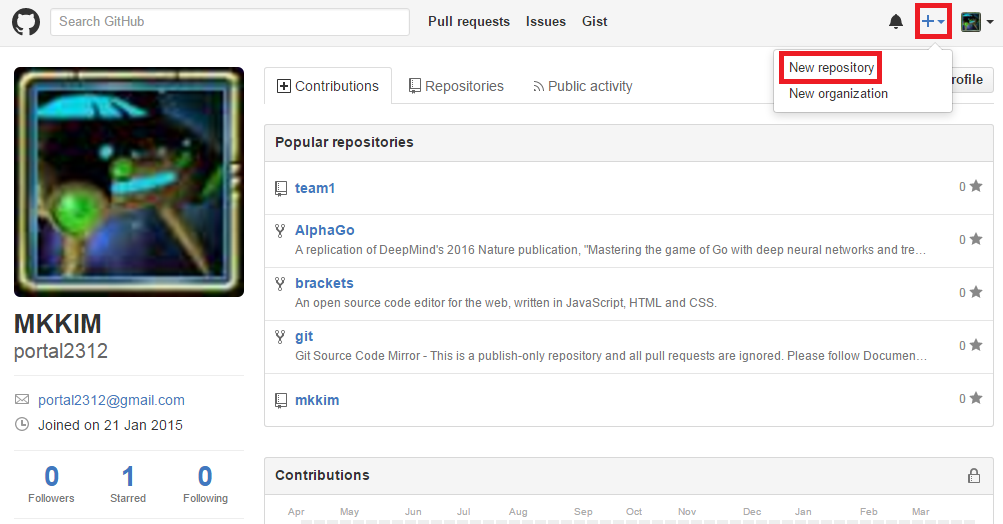 Search GitHub
Pull requests Issues Gist
New repository
New organization
rofile
MKKIM
portal2312
portal2312@gmail.com
Joined on 21 Jan 2015
0 1 0
Followers Starred Following
Contributions Repositories Public activity
Popular repositories
team1 0
AlphaGo 0
A replication of DeepMind's 2016 Nature publication, "Mastering the game of Go with deep neural networks and tre…
brackets 0
An open source code editor for the web, written in JavaScript, HTML and CSS.
git 0
Git Source Code Mirror - This is a publish-only repository and all pull requests are ignored. Please follow Documen…
mkkim 0
Contributions
Apr May Jun Jul Aug Sep Oct Nov Dec Jan Feb Mar